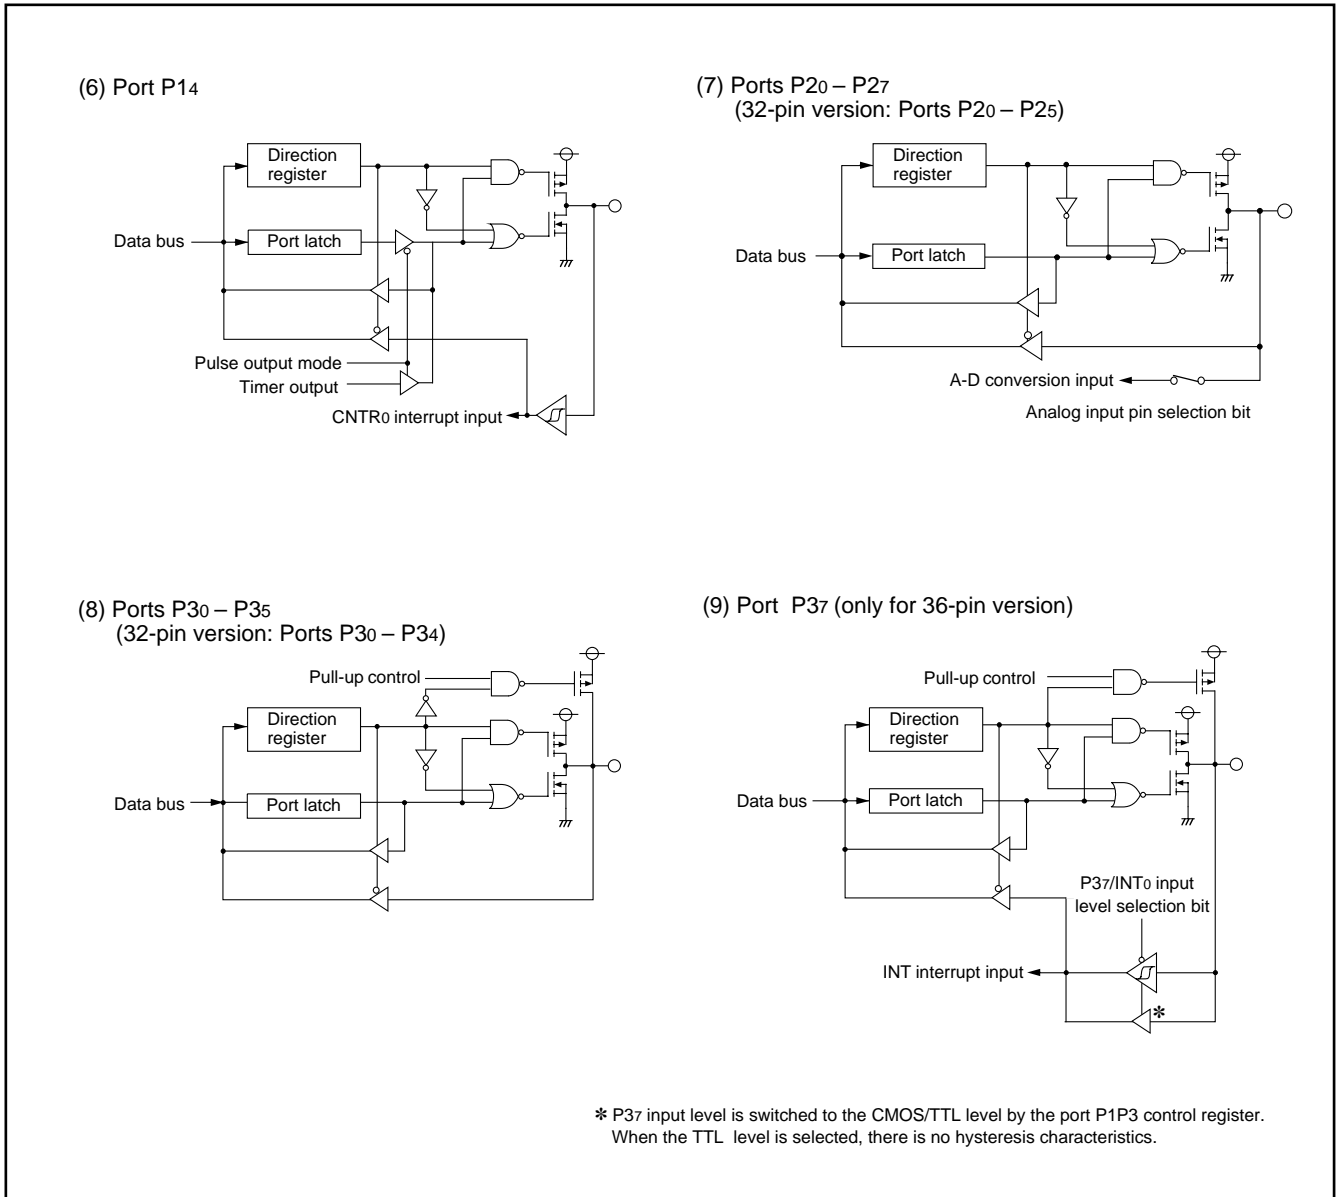 (6) Port P14
Direction
register
Data bus
Port latch
Pulse output mode
Timer output
CNTR0 interrupt input
(7) Ports P20 – P27
(32-pin version: Ports P20 – P25)
Direction
register
Data bus
Port latch
A-D conversion input
Analog input pin selection bit
(8) Ports P30 – P35
(32-pin version: Ports P30 – P34)
Pull-up control
Direction
register
Data bus
Port latch
(9) Port P37 (only for 36-pin version)
Pull-up control
Direction
register
Data bus
Port latch
P37/INT0 input
level selection bit
INT interrupt input
*
* P37 input level is switched to the CMOS/TTL level by the port P1P3 control register.
When the TTL level is selected, there is no hysteresis characteristics.